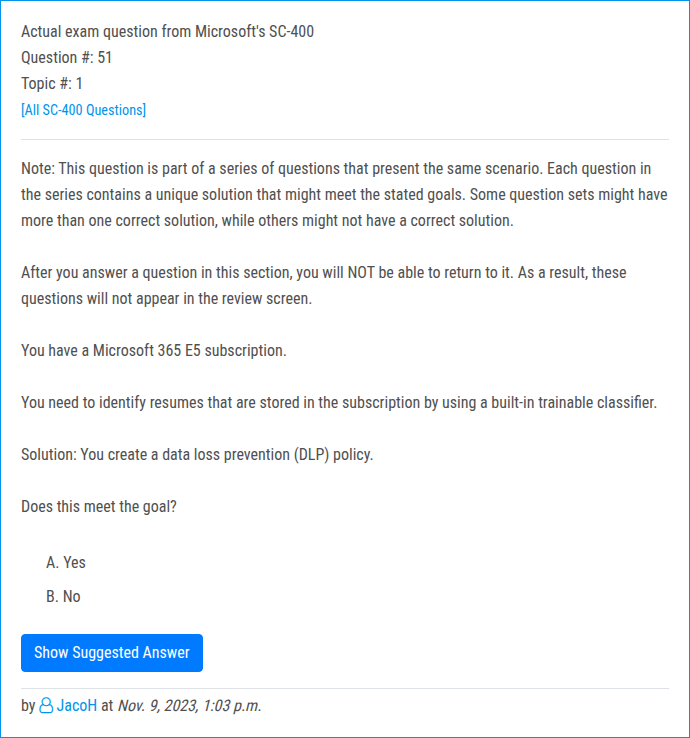 Actual exam question from Microsoft's SC-400
Question #: 51
Topic #: 1
[All SC-400 Questions]
Note: This question is part of a series of questions that present the same scenario. Each question in
the series contains a unique solution that might meet the stated goals. Some question sets might have
more than one correct solution, while others might not have a correct solution.
After you answer a question in this section, you will NOT be able to return to it. As a result, these
questions will not appear in the review screen.
You have a Microsoft 365 E5 subscription.
You need to identify resumes that are stored in the subscription by using a built-in trainable classifier.
Solution: You create a data loss prevention (DLP) policy.
Does this meet the goal?
A. Yes
B. No
Show Suggested Answer
by JacoH at Nov. 9, 2023, 1:03 p.m.